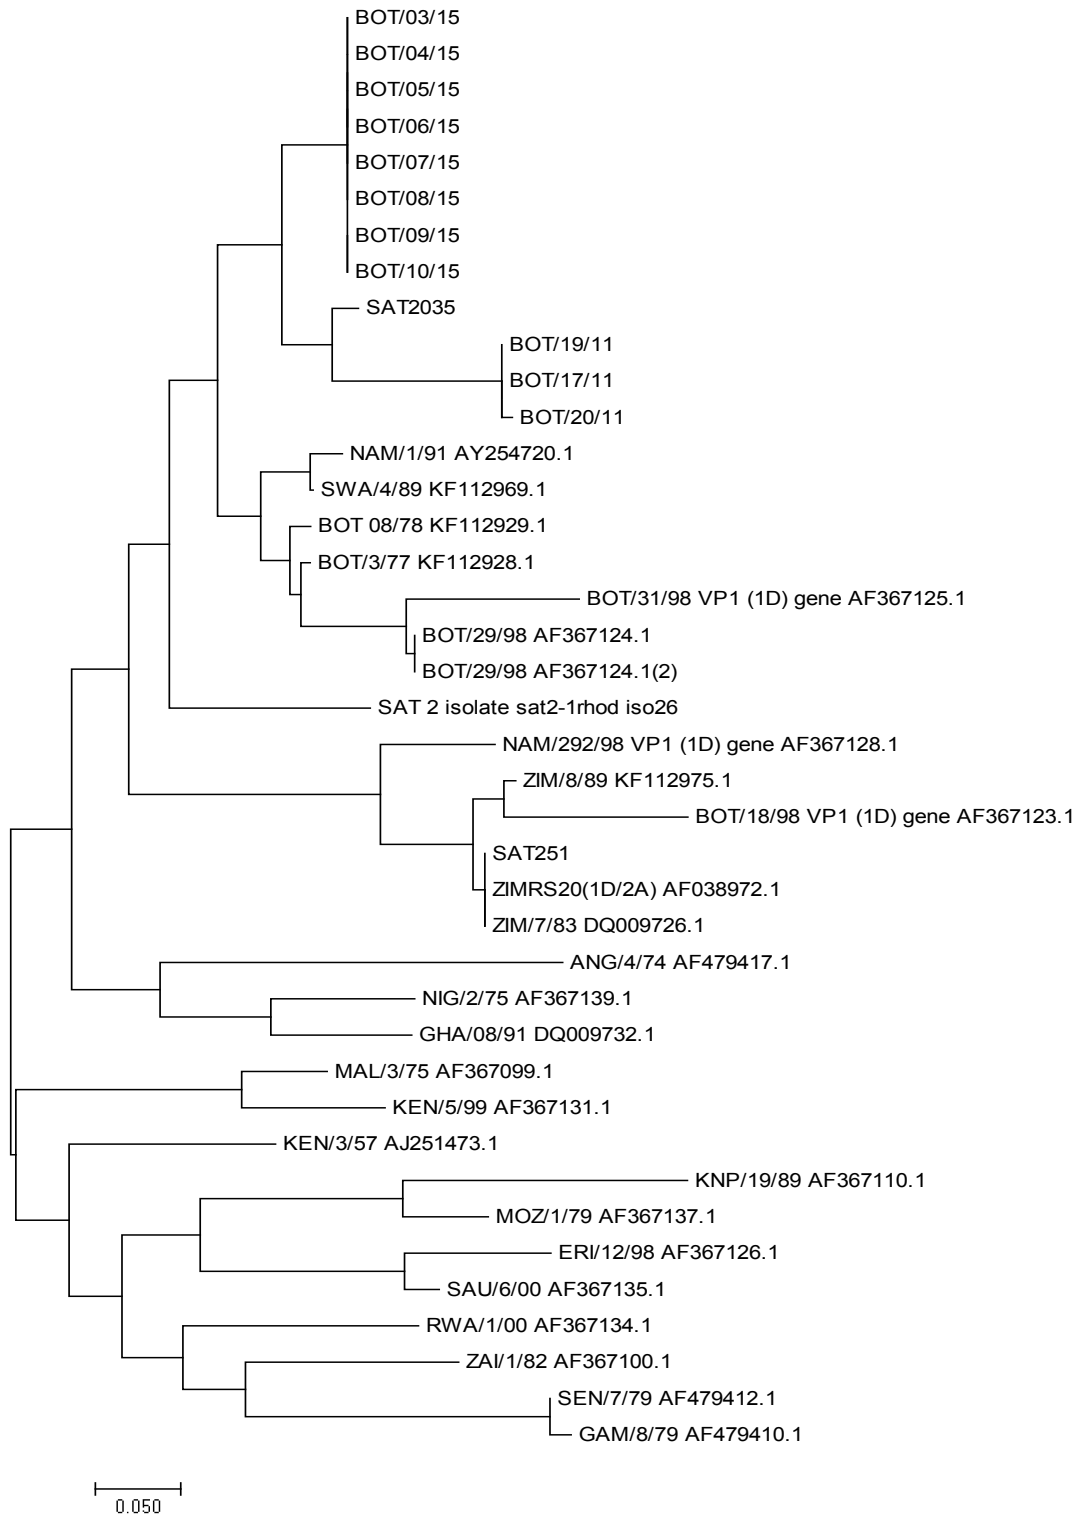 BOT/03/15
BOT/04/15
BOT/05/15
BOT/06/15
BOT/07/15
BOT/08/15
BOT/09/15
BOT/10/15
SAT2035
BOT/19/11
BOT/17/11
BOT/20/11
NAM/1/91 AY254720.1
SWA/4/89 KF112969.1
BOT 08/78 KF112929.1
BOT/3/77 KF112928.1
BOT/31/98 VP1 (1D) gene AF367125.1
BOT/29/98 AF367124.1
BOT/29/98 AF367124.1(2)
SAT 2 isolate sat2-1rhod iso26
NAM/292/98 VP1 (1D) gene AF367128.1
ZIM/8/89 KF112975.1
BOT/18/98 VP1 (1D) gene AF367123.1
SAT251
ZIMRS20(1D/2A) AF038972.1
ZIM/7/83 DQ009726.1
ANG/4/74 AF479417.1
NIG/2/75 AF367139.1
GHA/08/91 DQ009732.1
MAL/3/75 AF367099.1
KEN/5/99 AF367131.1
KEN/3/57 AJ251473.1
KNP/19/89 AF367110.1
MOZ/1/79 AF367137.1
ERI/12/98 AF367126.1
SAU/6/00 AF367135.1
RWA/1/00 AF367134.1
ZAI/1/82 AF367100.1
SEN/7/79 AF479412.1
GAM/8/79 AF479410.1
0.050